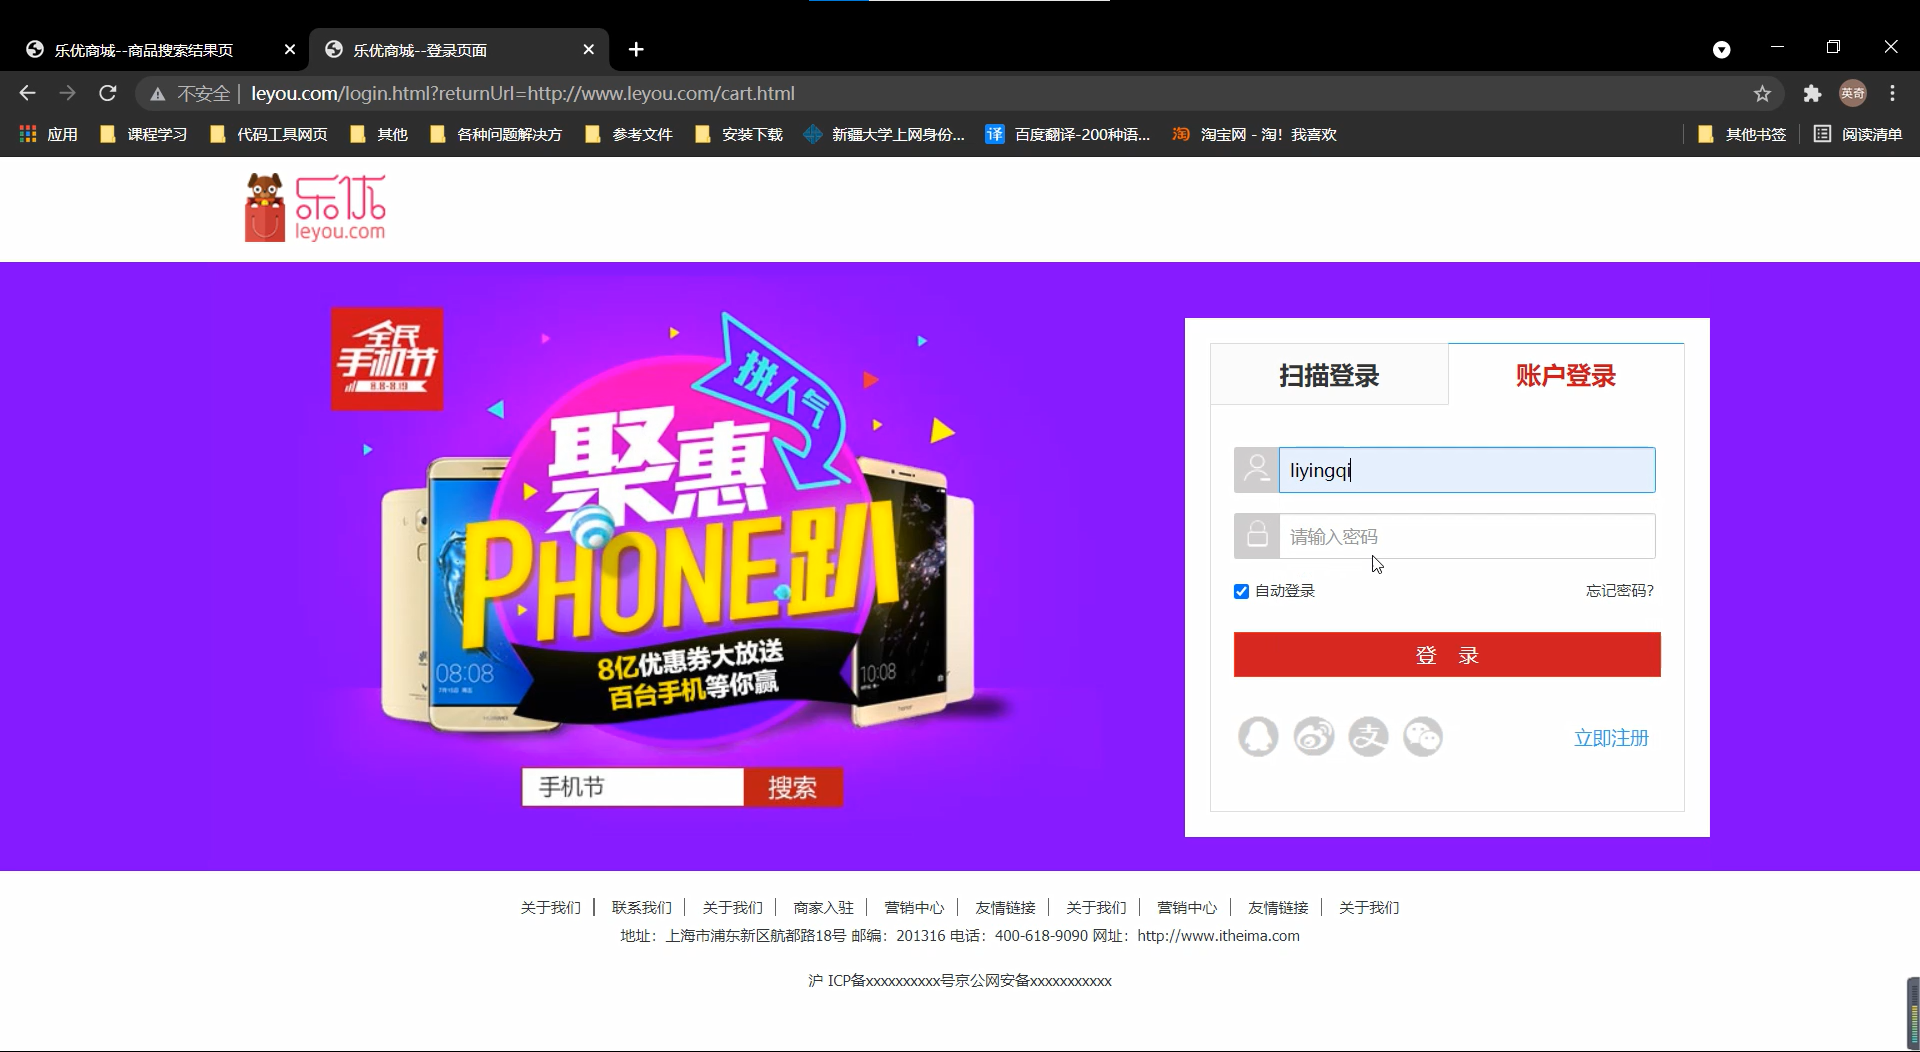 乐优商城--商品搜索结果页
乐优商城--登录页面
不安全 | leyou.com/login.html?returnUrl=http://www.leyou.com/cart.html
英奇
应用 课程学习 代码工具网页 其他 各种问题解决方 参考文件 安装下载 新疆大学上网身份... 译 百度翻译-200种语... 淘 淘宝网 - 淘！我喜欢 其他书签 阅读清单
乐优
leyou.com
全民
手机节
8.8-8.19
拼人气
聚惠
PHONE趴
8亿优惠券大放送
百台手机等你赢
08:08
10:08
honor
手机节 搜索
扫描登录 账户登录
liyingqi
请输入密码
自动登录 忘记密码?
登 录
支
立即注册
关于我们 联系我们 关于我们 商家入驻 营销中心 友情链接 关于我们 营销中心 友情链接 关于我们
地址：上海市浦东新区航都路18号 邮编：201316 电话：400-618-9090 网址：http://www.itheima.com
沪 ICP备xxxxxxxxxx号京公网安备xxxxxxxxxxx